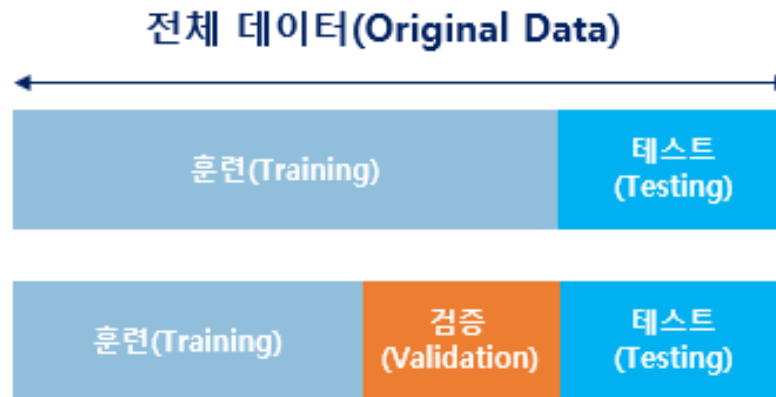 전체 데이터(Original Data)
훈련(Training)
테스트
(Testing)
훈련(Training)
검증
(Validation)
테스트
(Testing)